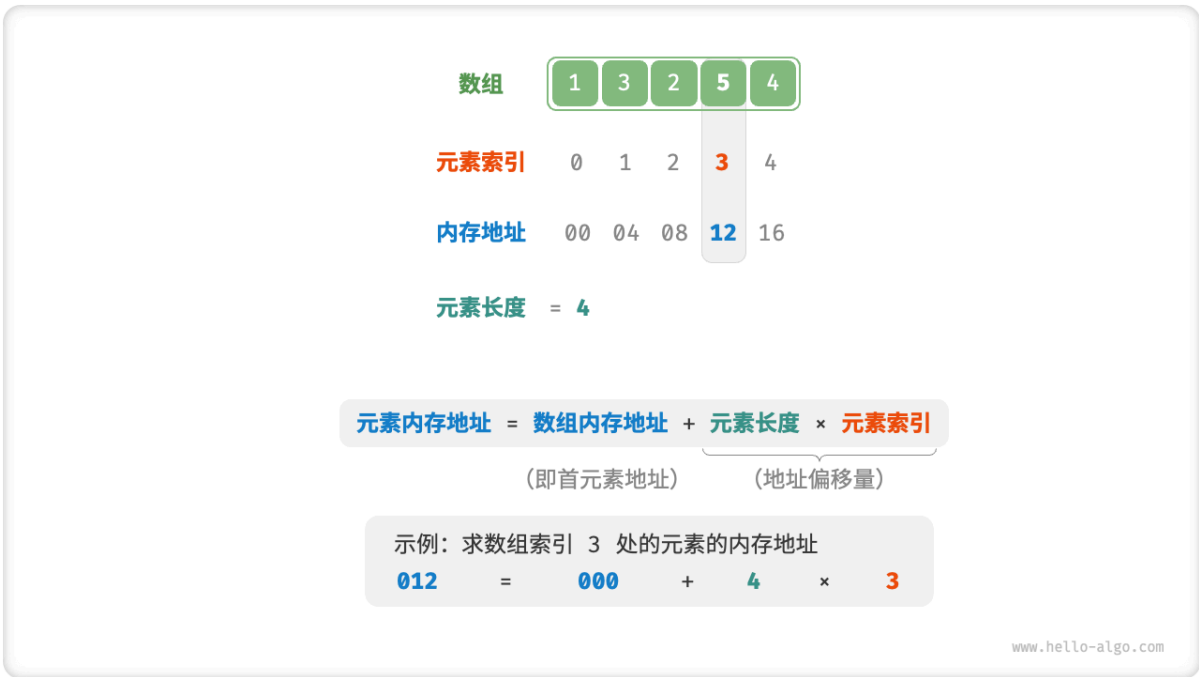 数组 1 3 2 5 4
元素索引 0 1 2 3 4
内存地址 00 04 08 12 16
元素长度 = 4
元素内存地址 = 数组内存地址 + 元素长度 × 元素索引
（即首元素地址） （地址偏移量）
示例：求数组索引 3 处的元素的内存地址
012 = 000 + 4 × 3
www.hello-algo.com